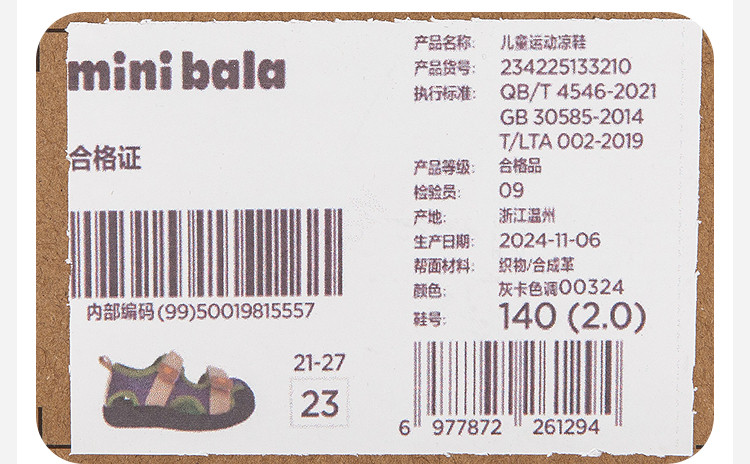 mini bala
合格证
内部编码(99)50019815557
21-27
23
产品名称: 儿童运动凉鞋
产品货号: 234225133210
执行标准: QB/T 4546-2021
GB 30585-2014
T/LTA 002-2019
产品等级: 合格品
检验员: 09
产地: 浙江温州
生产日期: 2024-11-06
帮面材料: 织物/合成革
颜色: 灰卡色调00324
鞋号: 140 (2.0)
6 977872 261294